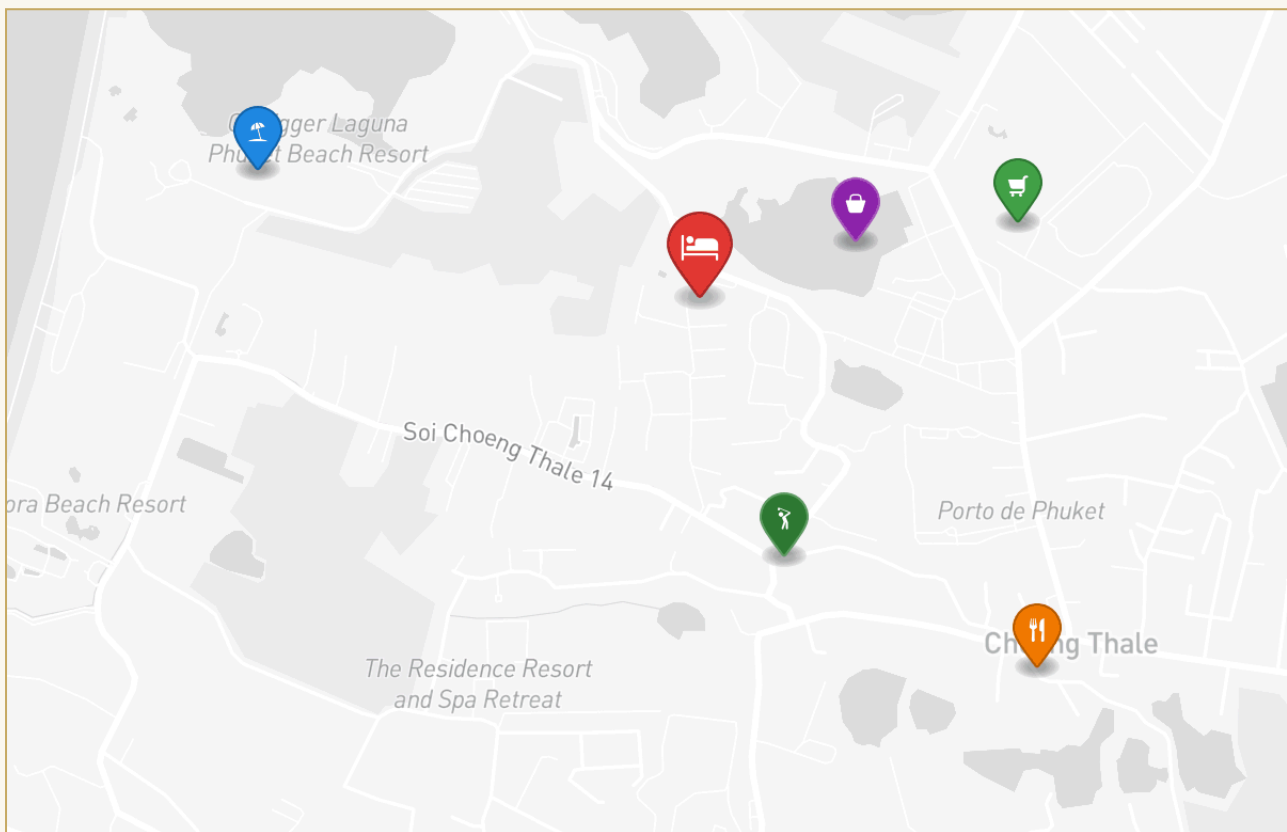 Laguna
Phuket Beach Resort
Soi Choeng Thale 14
Beach Resort
Porto de Phuket
Thale
The Residence Resort
and Spa Retreat